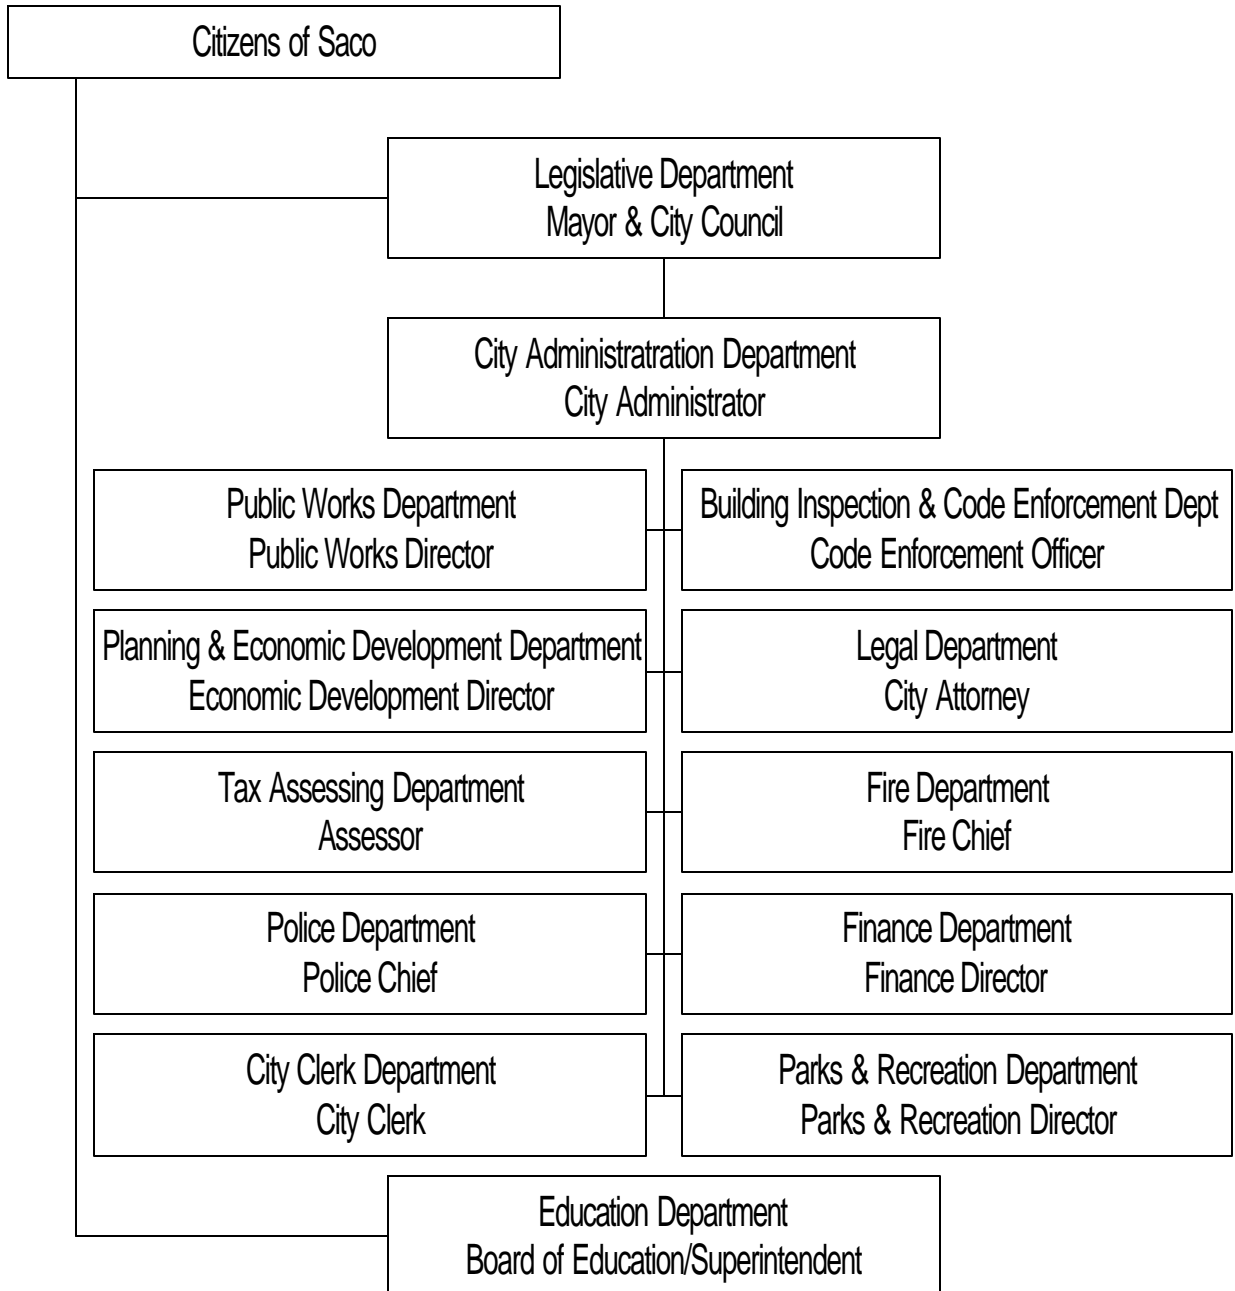 Citizens of Saco
Legislative Department
Mayor & City Council
City Administratration Department
City Administrator
Public Works Department
Public Works Director
Building Inspection & Code Enforcement Dept
Code Enforcement Officer
Planning & Economic Development Department
Economic Development Director
Legal Department
City Attorney
Tax Assessing Department
Assessor
Fire Department
Fire Chief
Police Department
Police Chief
Finance Department
Finance Director
City Clerk Department
City Clerk
Parks & Recreation Department
Parks & Recreation Director
Education Department
Board of Education/Superintendent